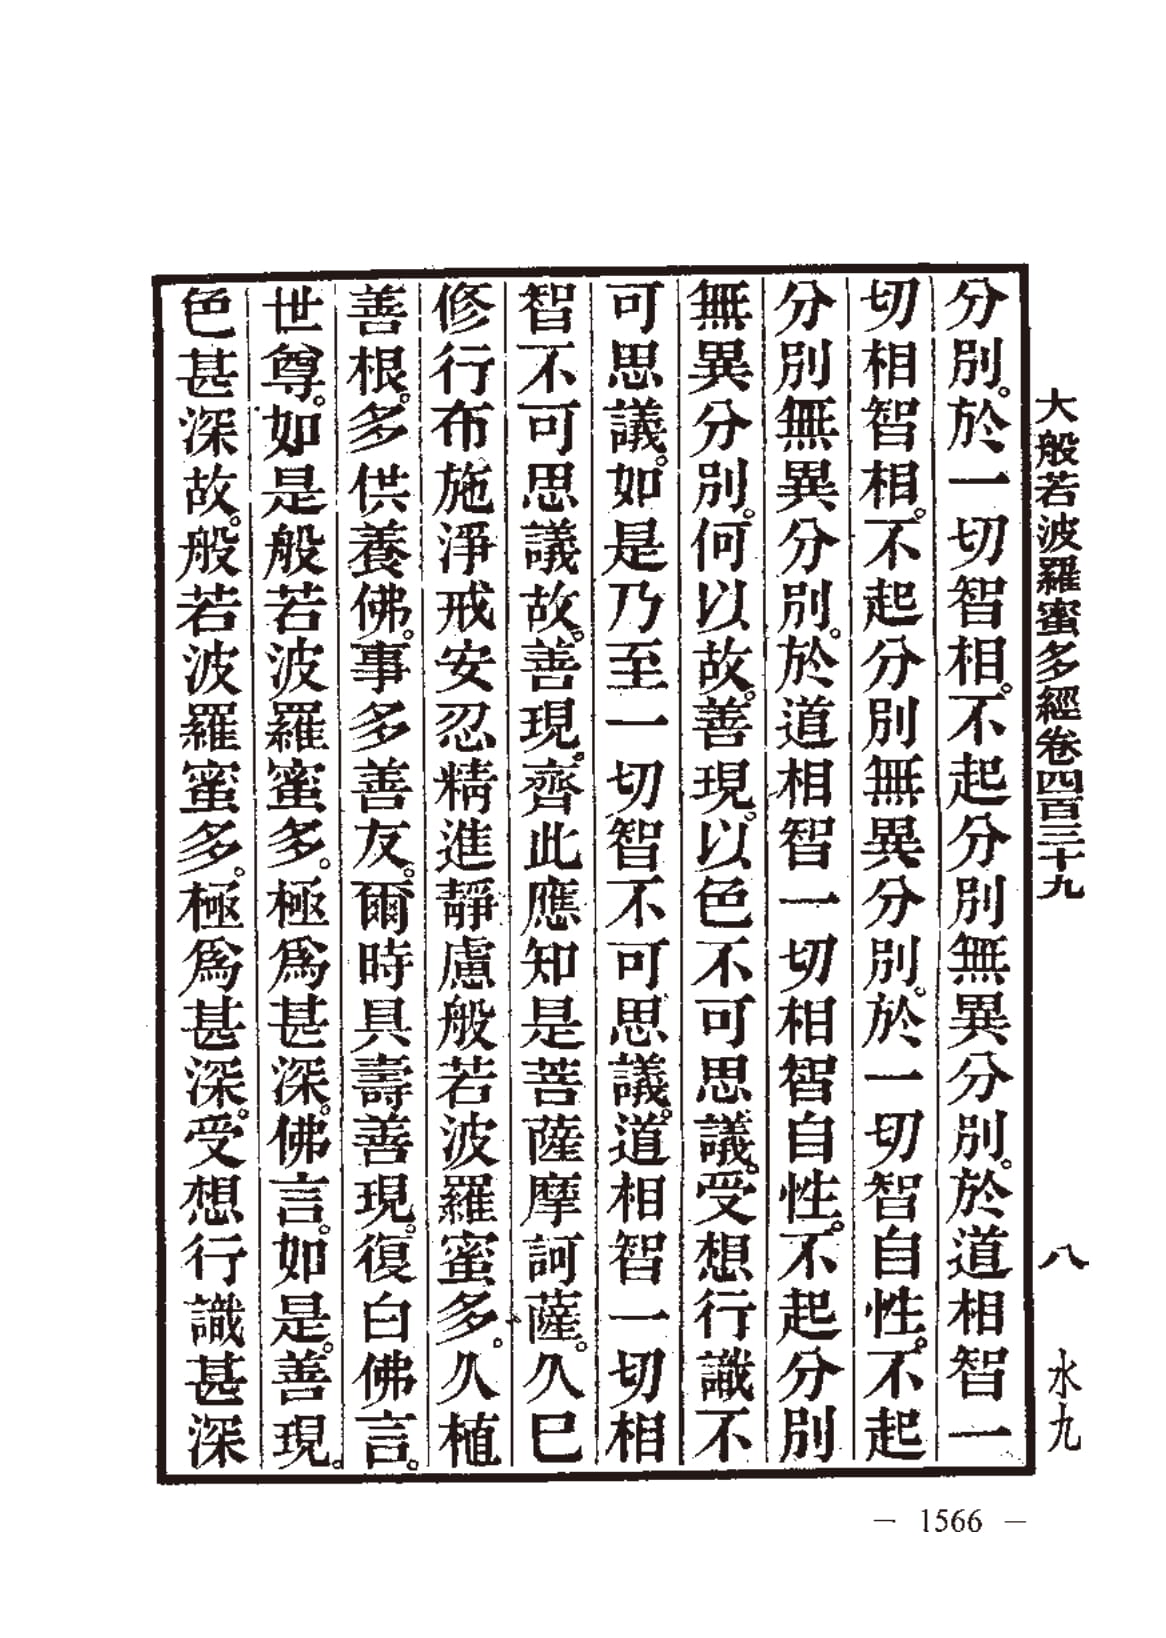 大般若波羅蜜多經卷四百三十九　八　水九
分別。於一切智相。不起分別無異分別。於道相智一
切相智相。不起分別無異分別。於一切智自性。不起
分別無異分別。於道相智一切相智自性。不起分別
無異分別。何以故。善現。以色不可思議。受想行識不
可思議。如是乃至一切智不可思議。道相智一切相
智不可思議故。善現。齊此應知是菩薩摩訶薩。久已
修行布施淨戒安忍精進靜慮般若波羅蜜多。久植
善根。多供養佛。事多善友。爾時具壽善現。復白佛言。
世尊。如是般若波羅蜜多。極爲甚深。佛言。如是。善現。
色甚深故。般若波羅蜜多。極爲甚深。受想行識甚深
— 1566 —